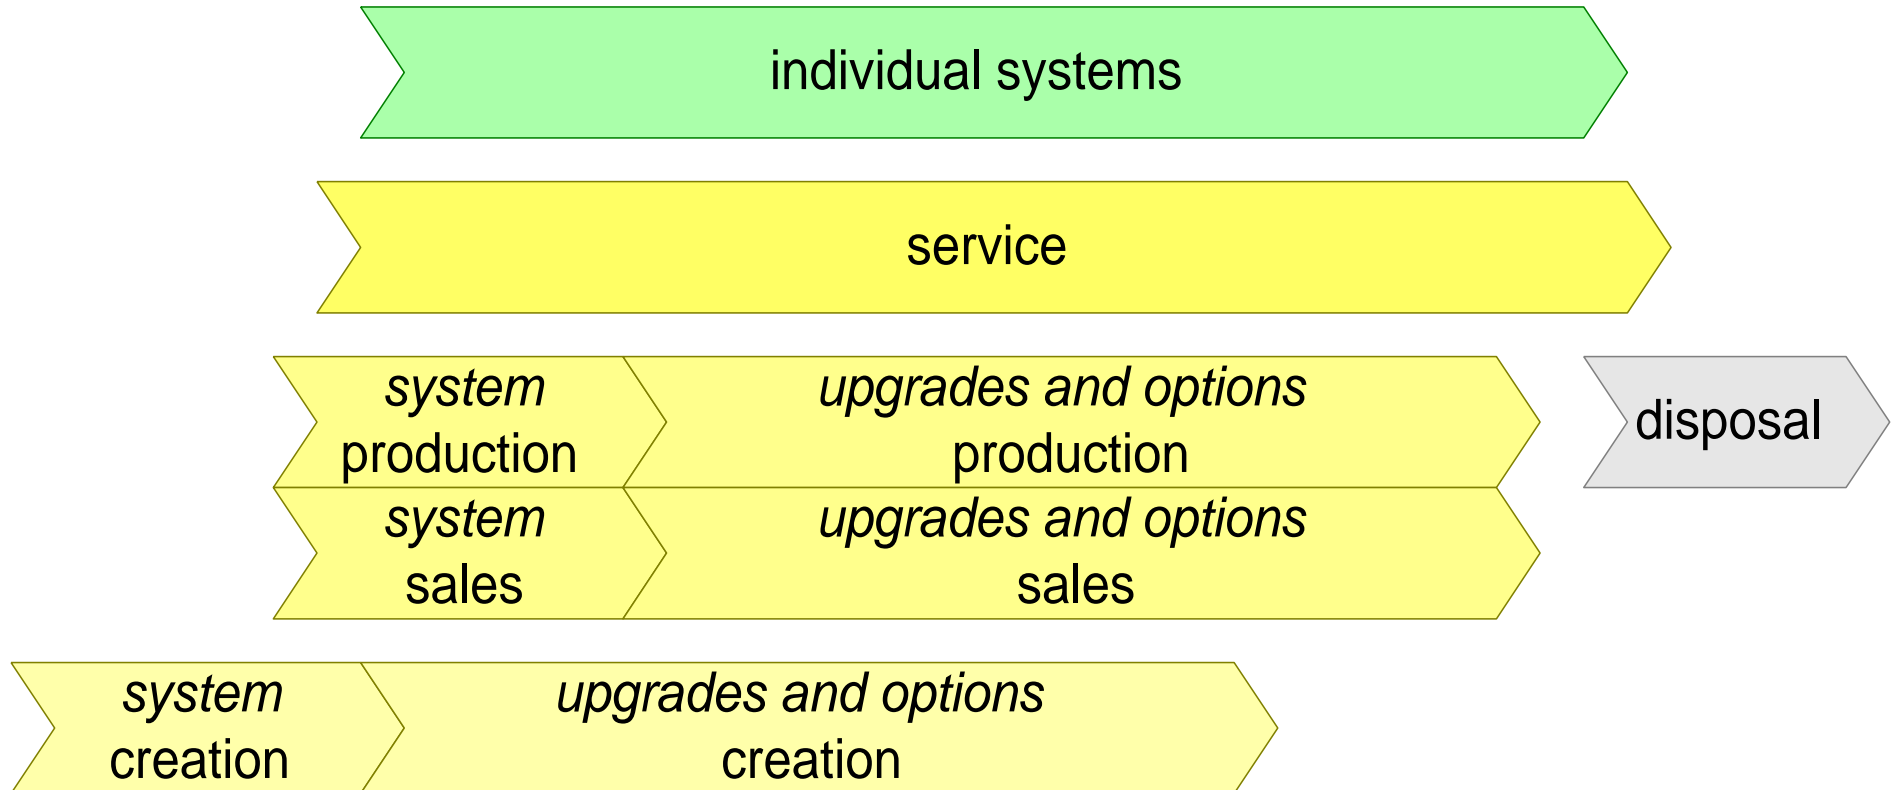 individual systems
service
system
production
upgrades and options
production
disposal
system
sales
upgrades and options
sales
system
creation
upgrades and options
creation